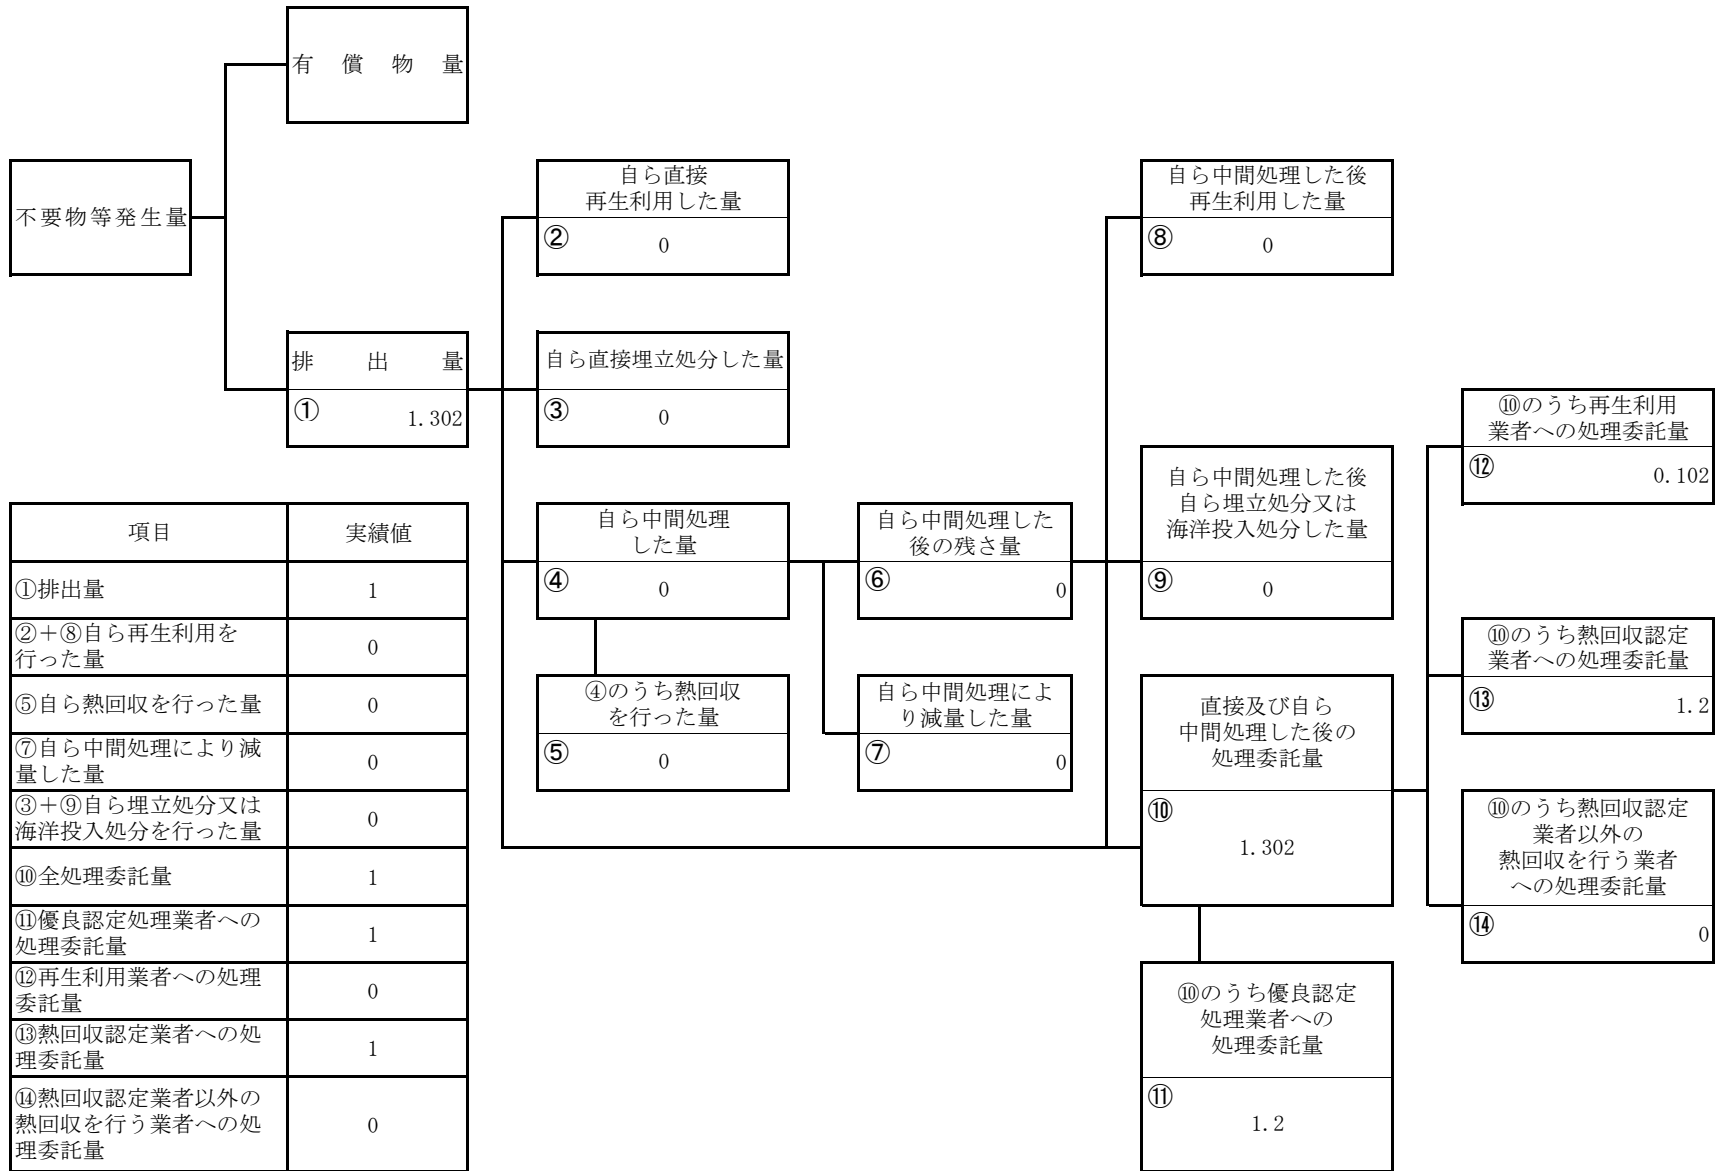 有償物量
不要物等発生量
排出量
①
1.302
自ら直接
再生利用した量
②
0
自ら直接埋立処分した量
③
0
自ら中間処理
した量
④
0
④のうち熱回収
を行った量
⑤
0
自ら中間処理した
後の残さ量
⑥
0
自ら中間処理によ
り減量した量
⑦
0
自ら中間処理した後
再生利用した量
⑧
0
自ら中間処理した後
自ら埋立処分又は
海洋投入処分した量
⑨
0
直接及び自ら
中間処理した後の
処理委託量
⑩
1.302
⑩のうち優良認定
処理業者への
処理委託量
⑪
1.2
⑩のうち再生利用
業者への処理委託量
⑫
0.102
⑩のうち熱回収認定
業者への処理委託量
⑬
1.2
⑩のうち熱回収認定
業者以外の
熱回収を行う業者
への処理委託量
⑭
0
項目 実績値
①排出量 1
②+⑧自ら再生利用を
行った量 0
⑤自ら熱回収を行った量 0
⑦自ら中間処理により減
量した量 0
③+⑨自ら埋立処分又は
海洋投入処分を行った量 0
⑩全処理委託量 1
⑪優良認定処理業者への
処理委託量 1
⑫再生利用業者への処理
委託量 0
⑬熱回収認定業者への処
理委託量 1
⑭熱回収認定業者以外の
熱回収を行う業者への処
理委託量 0